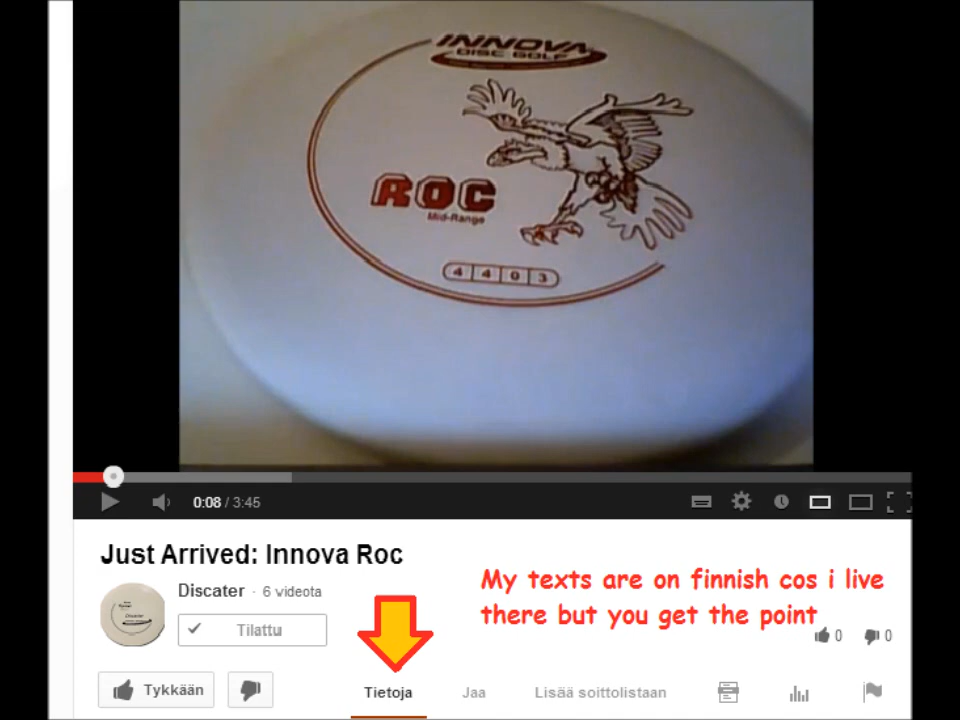 INNOVA
DISC GOLF
ROC
Mid-Range
4 4 0 3
0:08 / 3:45
Just Arrived: Innova Roc
Discater · 6 videota
Tilattu
My texts are on finnish cos i live
there but you get the point
0 0
Tykkään
Tietoja Jaa Lisää soittolistaan